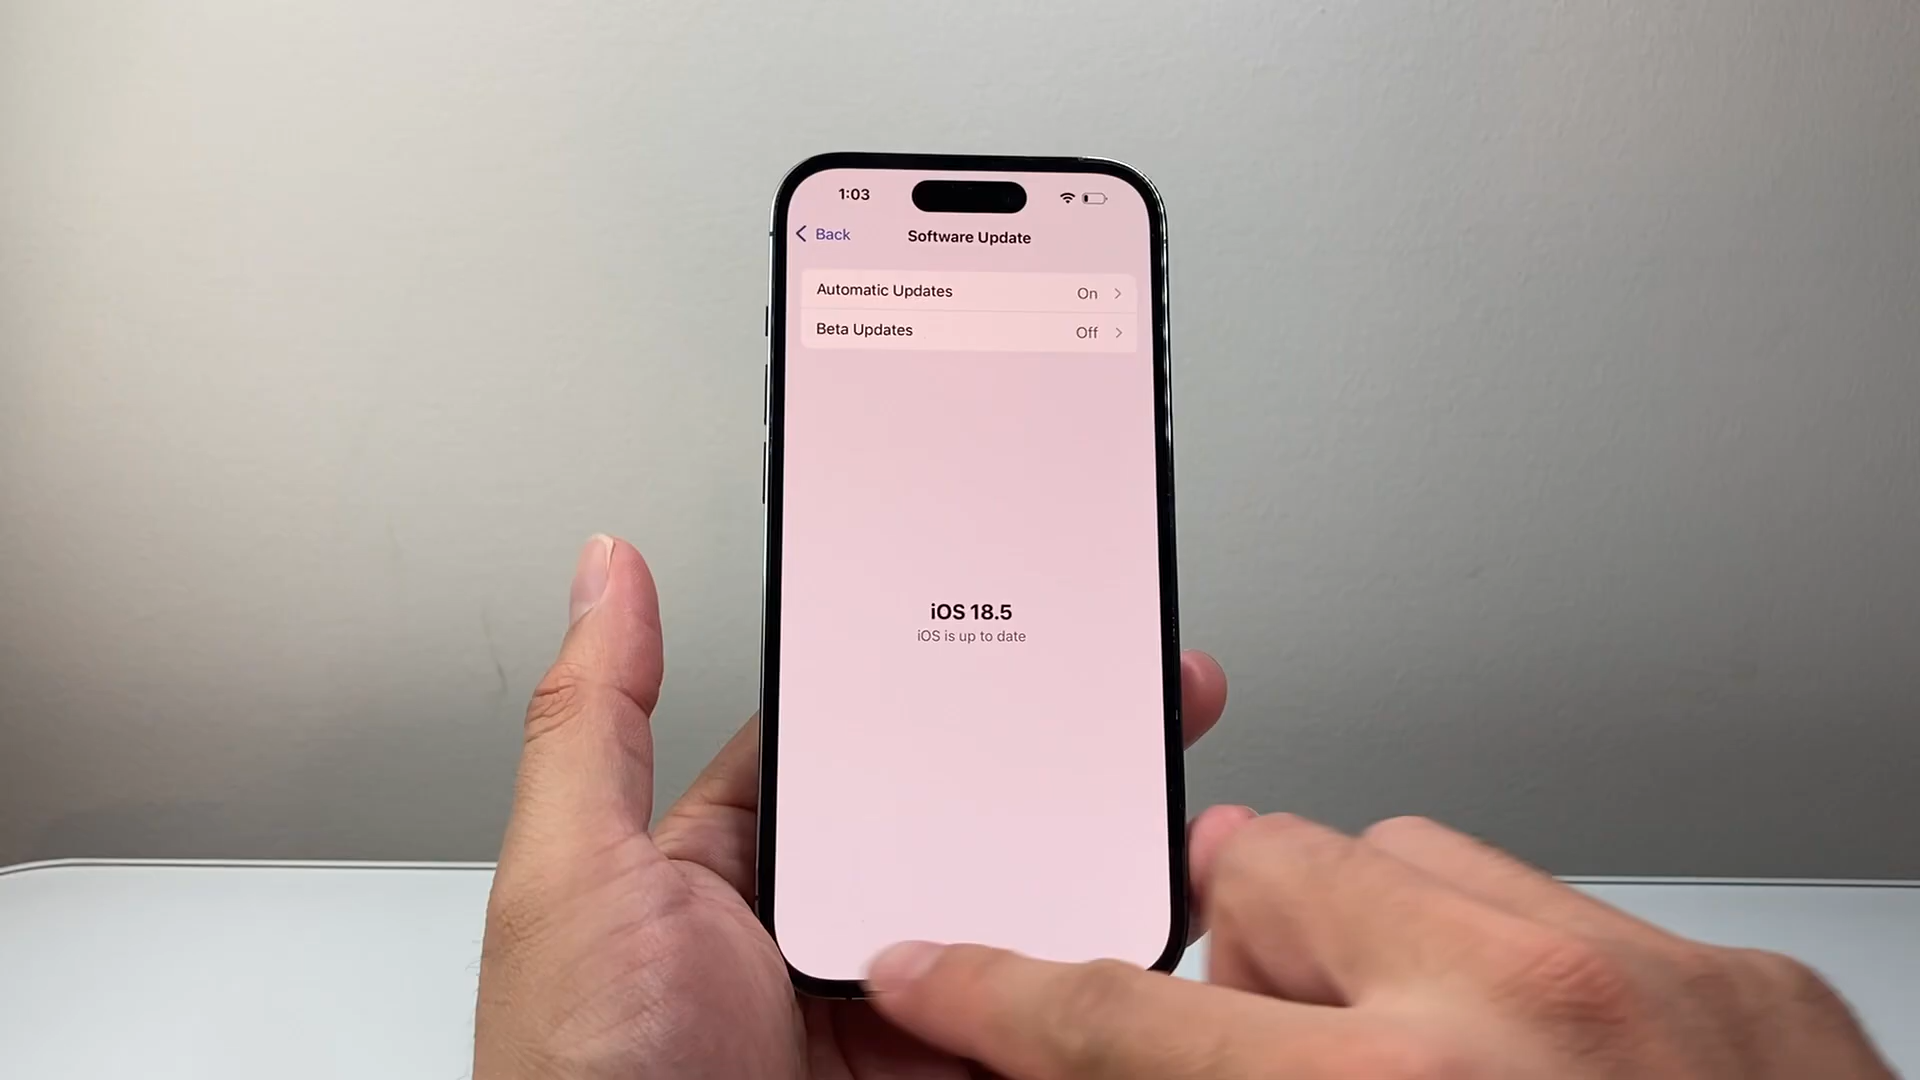 1:03
Back
Software Update
Automatic Updates On
Beta Updates Off
iOS 18.5
iOS is up to date